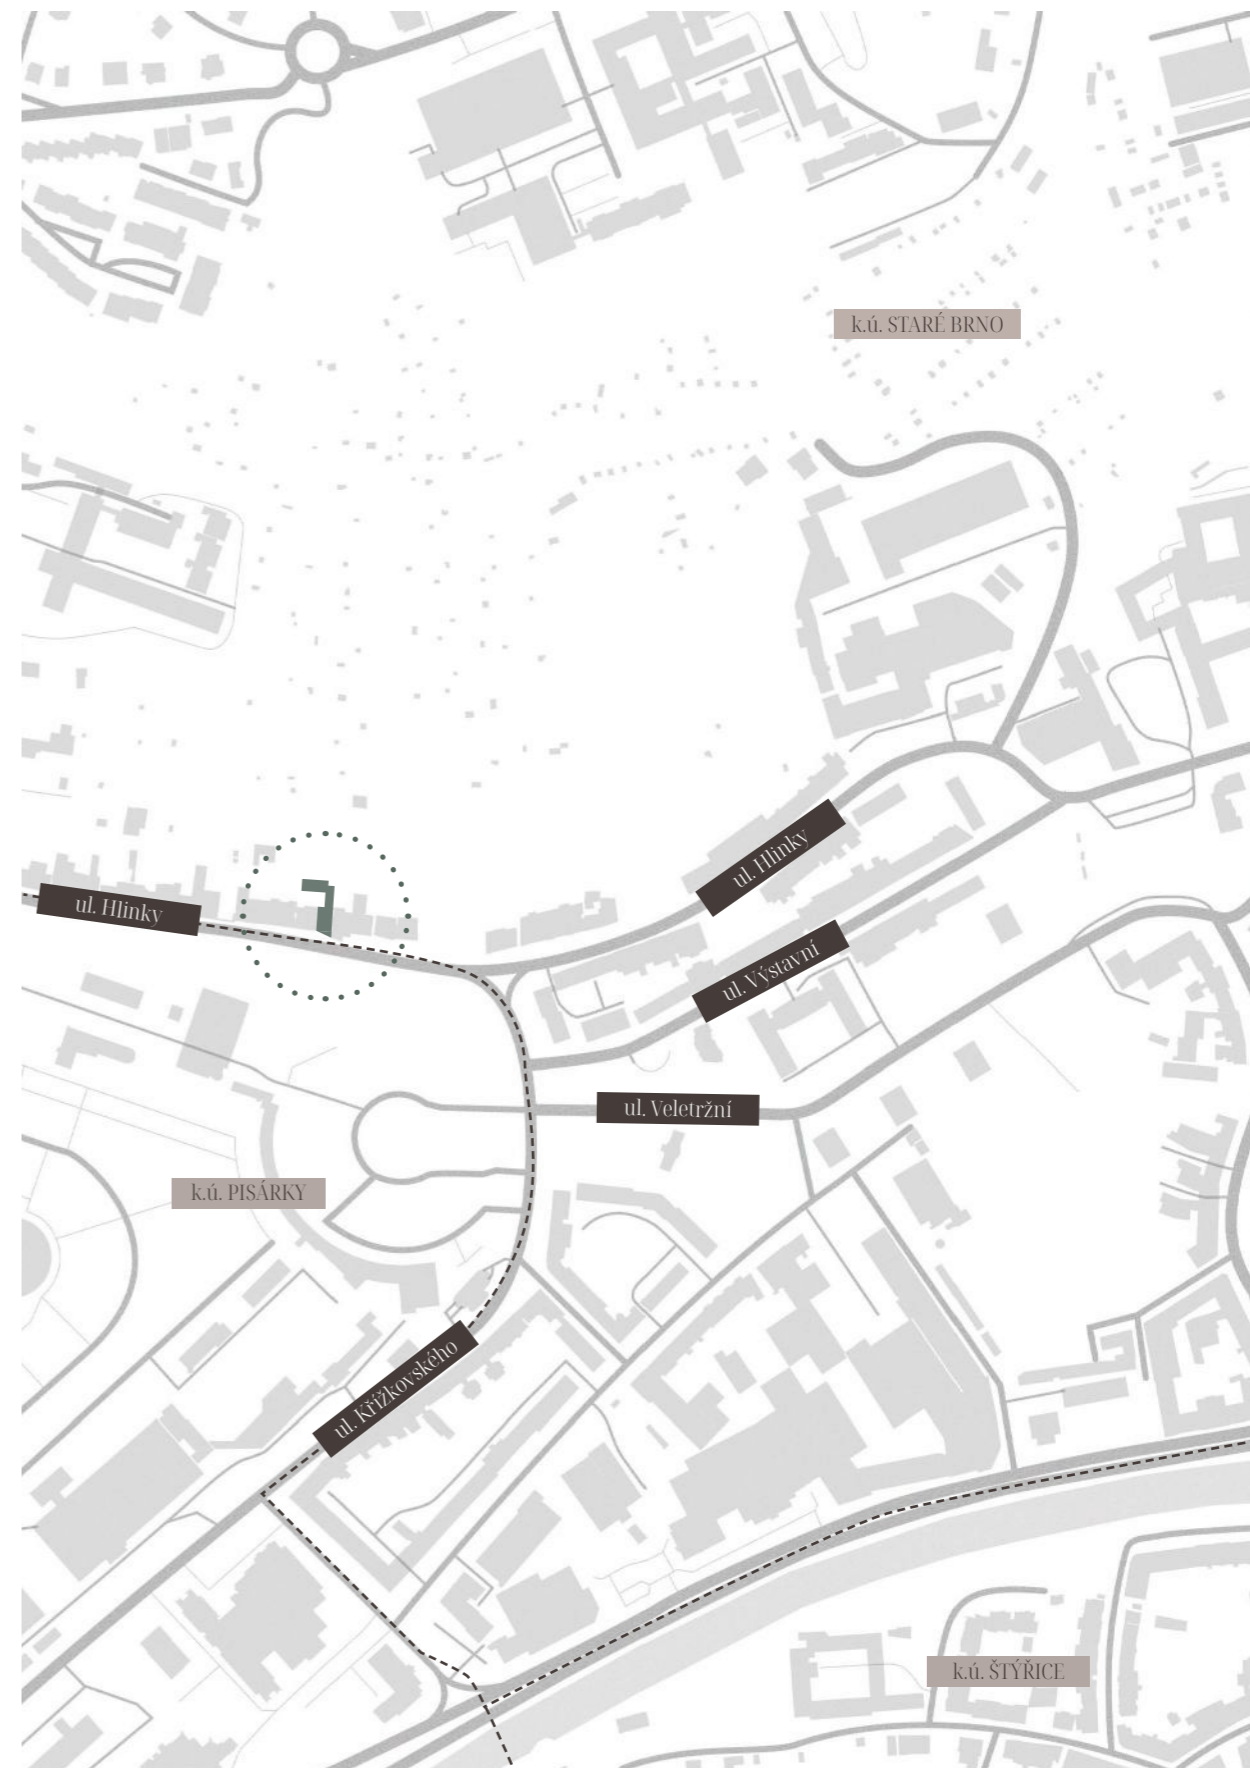 k.ú. STARÉ BRNO
ul. Hlinky
ul. Hlinky
ul. Výstavní
ul. Veletržní
k.ú. PISÁRKY
ul. Křížkovského
k.ú. ŠTÝŘICE